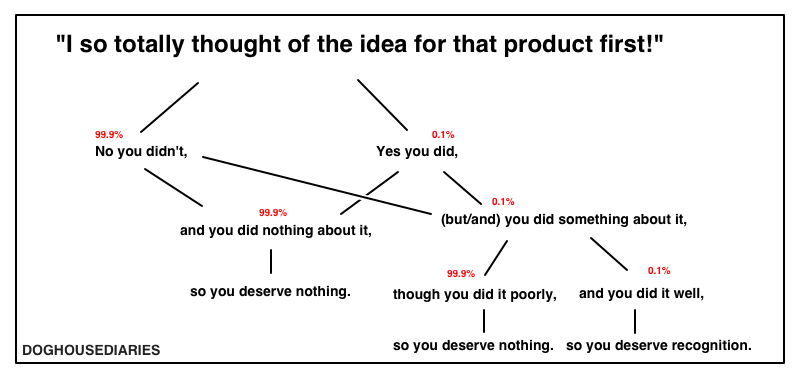 "I so totally thought of the idea for that product first!"
99.9%
0.1%
No you didn't,
Yes you did,
99.9%
0.1%
and you did nothing about it,
(but/and) you did something about it,
99.9%
0.1%
so you deserve nothing.
though you did it poorly,
and you did it well,
so you deserve nothing.
so you deserve recognition.
DOGHOUSEDIARIES